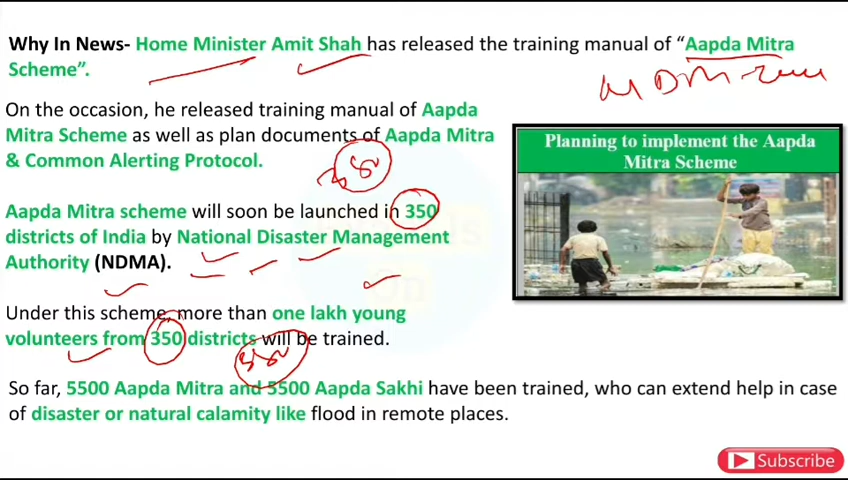 Why In News- Home Minister Amit Shah has released the training manual of “Aapda Mitra
Scheme”.
On the occasion, he released training manual of Aapda
Mitra Scheme as well as plan documents of Aapda Mitra
& Common Alerting Protocol.
Planning to implement the Aapda
Mitra Scheme
Aapda Mitra scheme will soon be launched in 350
districts of India by National Disaster Management
Authority (NDMA).
Under this scheme, more than one lakh young
volunteers from 350 districts will be trained.
So far, 5500 Aapda Mitra and 5500 Aapda Sakhi have been trained, who can extend help in case
of disaster or natural calamity like flood in remote places.
Subscribe